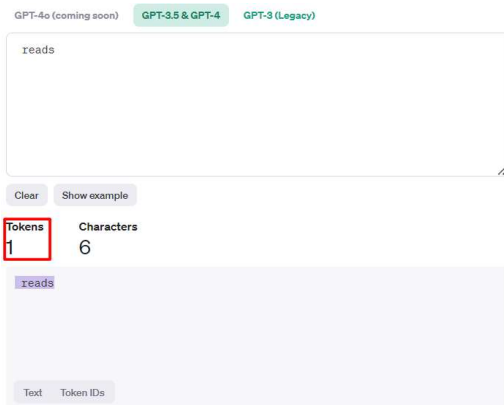 GPT-4o (coming soon) GPT-3.5 & GPT-4 GPT-3 (Legacy)
reads
Clear Show example
Tokens Characters
1 6
reads
Text Token IDs